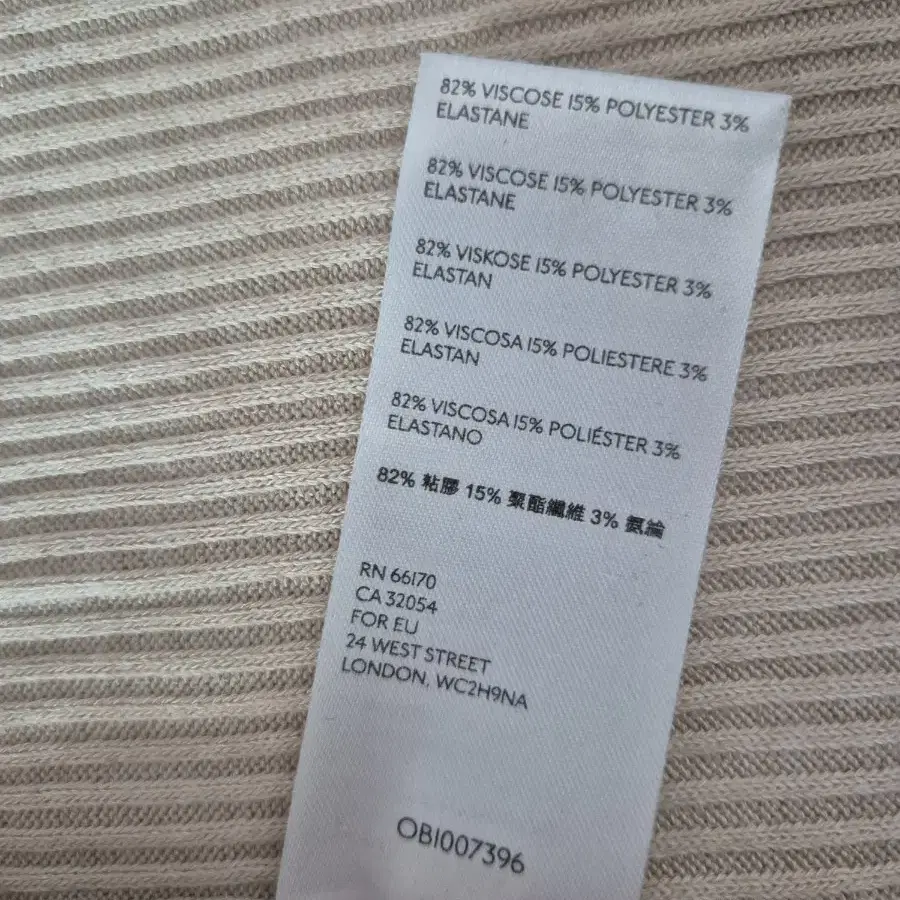 82% VISCOSE 15% POLYESTER 3%
ELASTANE
82% VISCOSE 15% POLYESTER 3%
ELASTANE
82% VISKOSE 15% POLYESTER 3%
ELASTAN
82% VISCOSA 15% POLIESTERE 3%
ELASTAN
82% VISCOSA 15% POLIÉSTER 3%
ELASTANO
82% 粘膠 15% 聚酯纖維 3% 氨綸
RN 66170
CA 32054
FOR EU
24 WEST STREET
LONDON, WC2H9NA
OB1007396